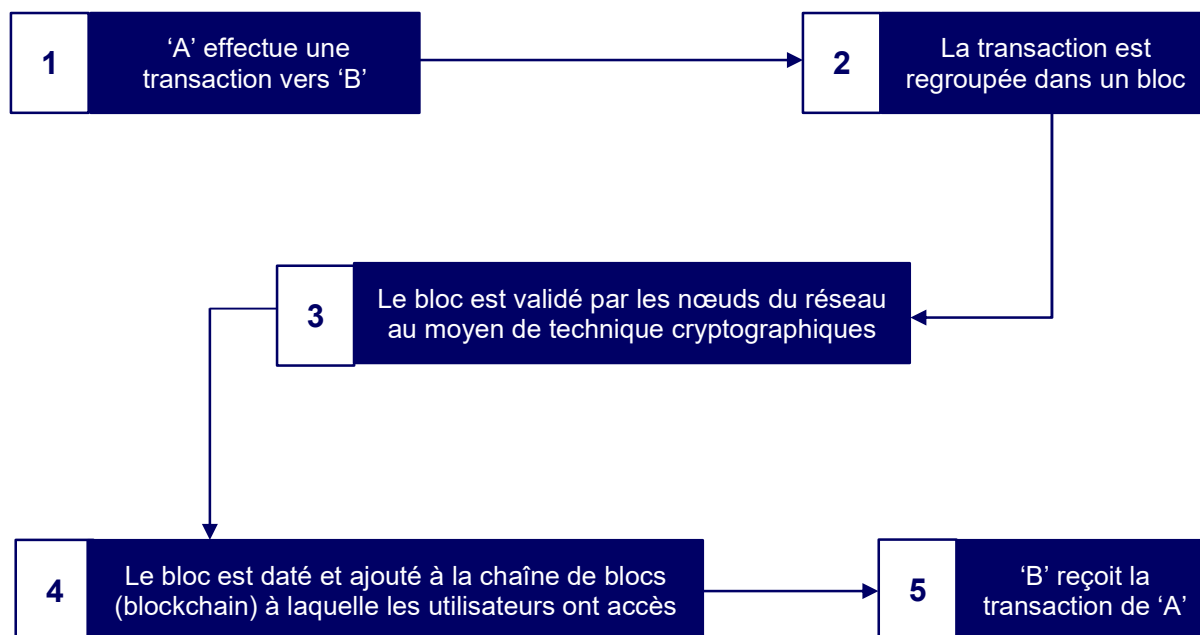 1
‘A’ effectue une
transaction vers ‘B’
2
La transaction est
regroupée dans un bloc
3
Le bloc est validé par les nœuds du réseau
au moyen de technique cryptographiques
4
Le bloc est daté et ajouté à la chaîne de blocs
(blockchain) à laquelle les utilisateurs ont accès
5
‘B’ reçoit la
transaction de ‘A’